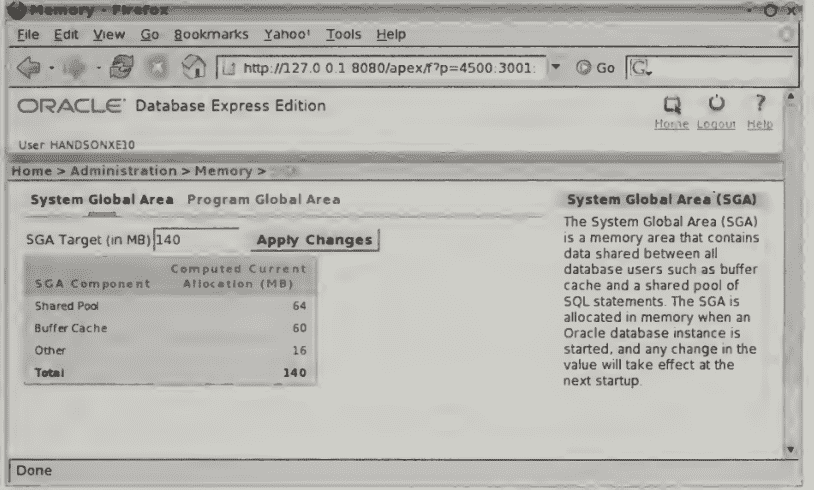 Memory - Firefox
File Edit View Go Bookmarks Yahoo! Tools Help
http://127.0 0.1 8080/apex/f?p=4500:3001: Go
ORACLE Database Express Edition
Home Logout Help
User HANDSONXE10
Home > Administration > Memory >
System Global Area Program Global Area
SGA Target (in MB) 140 Apply Changes
SGA Component Computed Current Allocation (MB)
Shared Pool 64
Buffer Cache 60
Other 16
Total 140
System Global Area (SGA)
The System Global Area (SGA)
is a memory area that contains
data shared between all
database users such as buffer
cache and a shared pool of
SQL statements. The SGA is
allocated in memory when an
Oracle database instance is
started, and any change in the
value will take effect at the
next startup.
Done